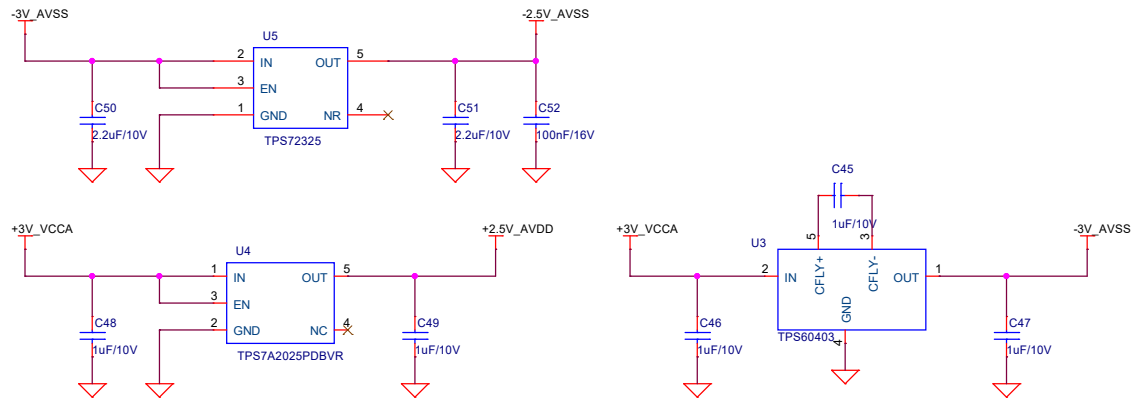 -3V_AVSS
-2.5V_AVSS
U5
2 IN OUT 5
3 EN
1 GND NR 4
TPS72325
C50
2.2uF/10V
C51
2.2uF/10V
C52
100nF/16V
+3V_VCCA
+2.5V_AVDD
U4
1 IN OUT 5
3 EN
2 GND NC 4
TPS7A2025PDBVR
C48
1uF/10V
C49
1uF/10V
C45
1uF/10V
+3V_VCCA
-3V_AVSS
U3
5 3
2 IN CFLY+ CFLY- OUT 1
GND
4
TPS60403
C46
1uF/10V
C47
1uF/10V